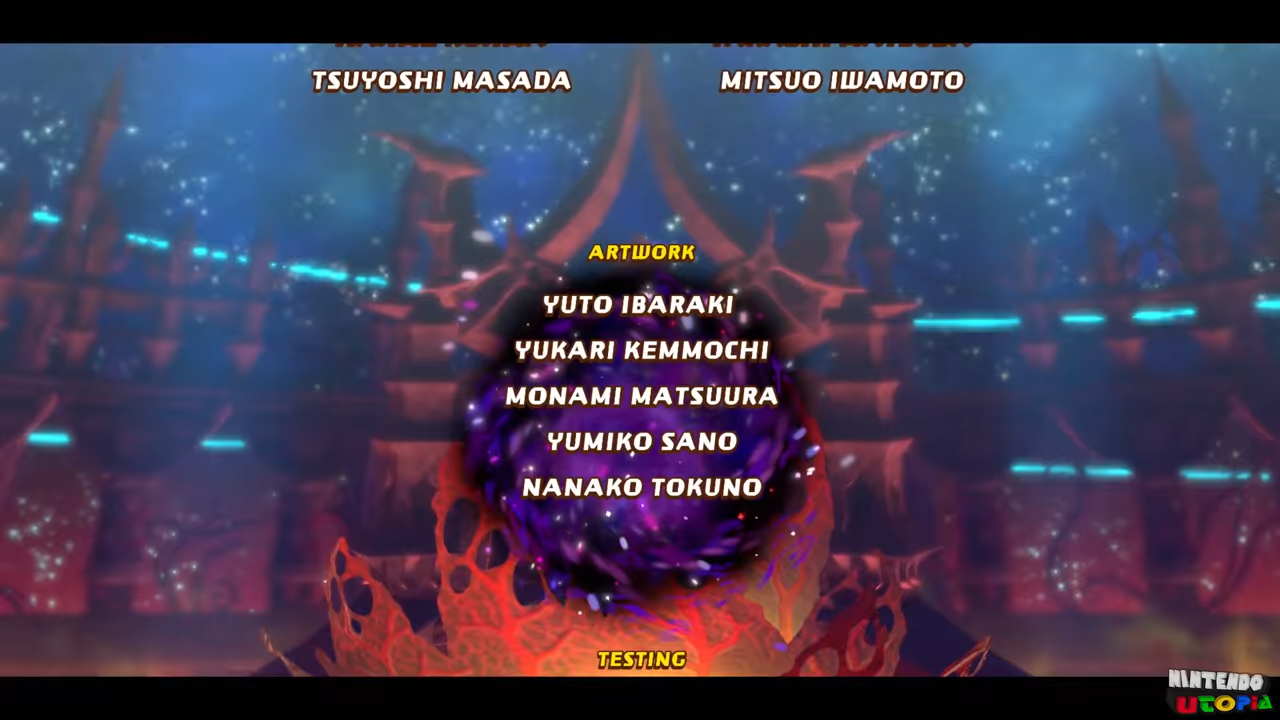 TSUYOSHI MASADA MITSUO IWAMOTO
ARTWORK
YUTO IBARAKI
YUKARI KEMMOCHI
MONAMI MATSUURA
YUMIKO SANO
NANAKO TOKUNO
TESTING
NINTENDO
UTOPIA